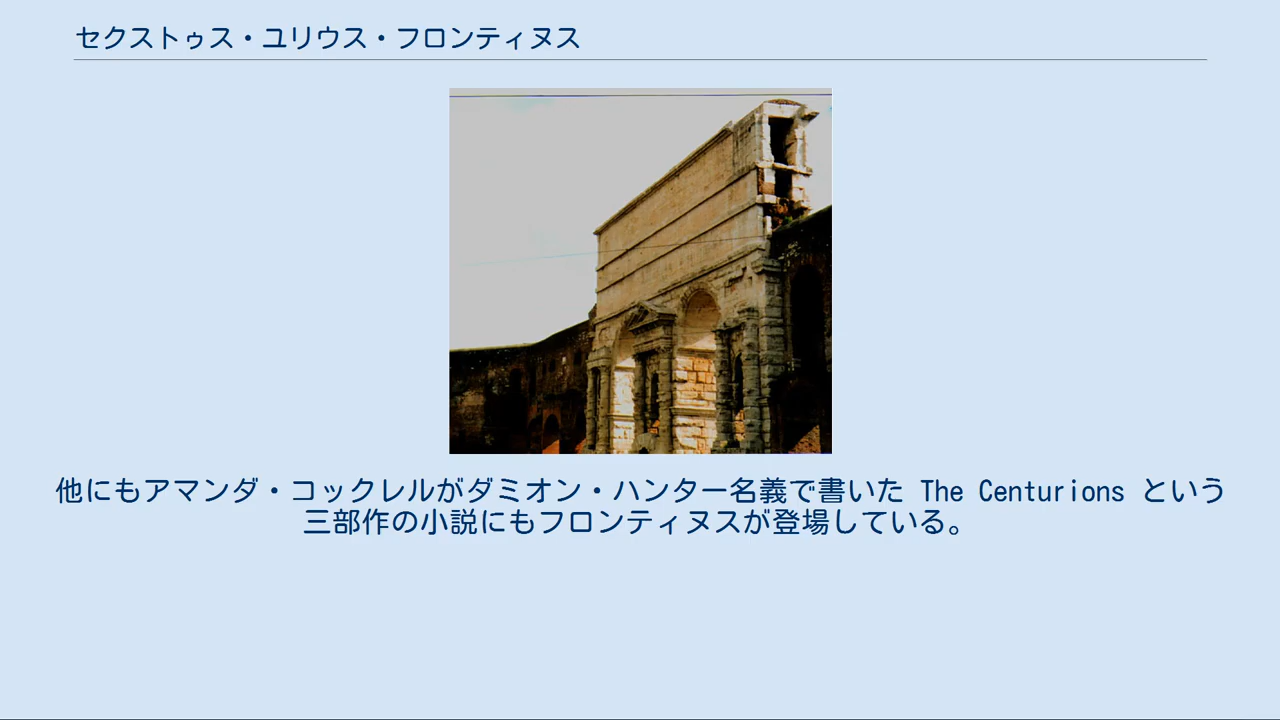 セクストゥス・ユリウス・フロンティヌス
他にもアマンダ・コックレルがダミオン・ハンター名義で書いた The Centurions という
三部作の小説にもフロンティヌスが登場している。